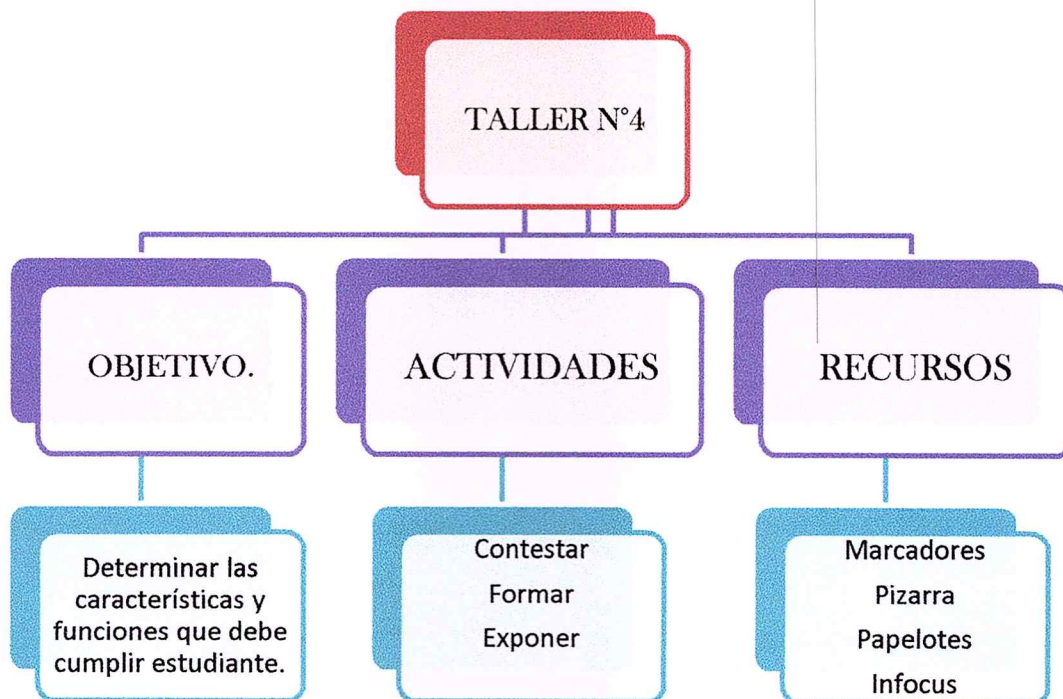 TALLER N°4
OBJETIVO.
ACTIVIDADES
RECURSOS
Determinar las
características y
funciones que debe
cumplir estudiante.
Contestar
Formar
Exponer
Marcadores
Pizarra
Papelotes
Infocus